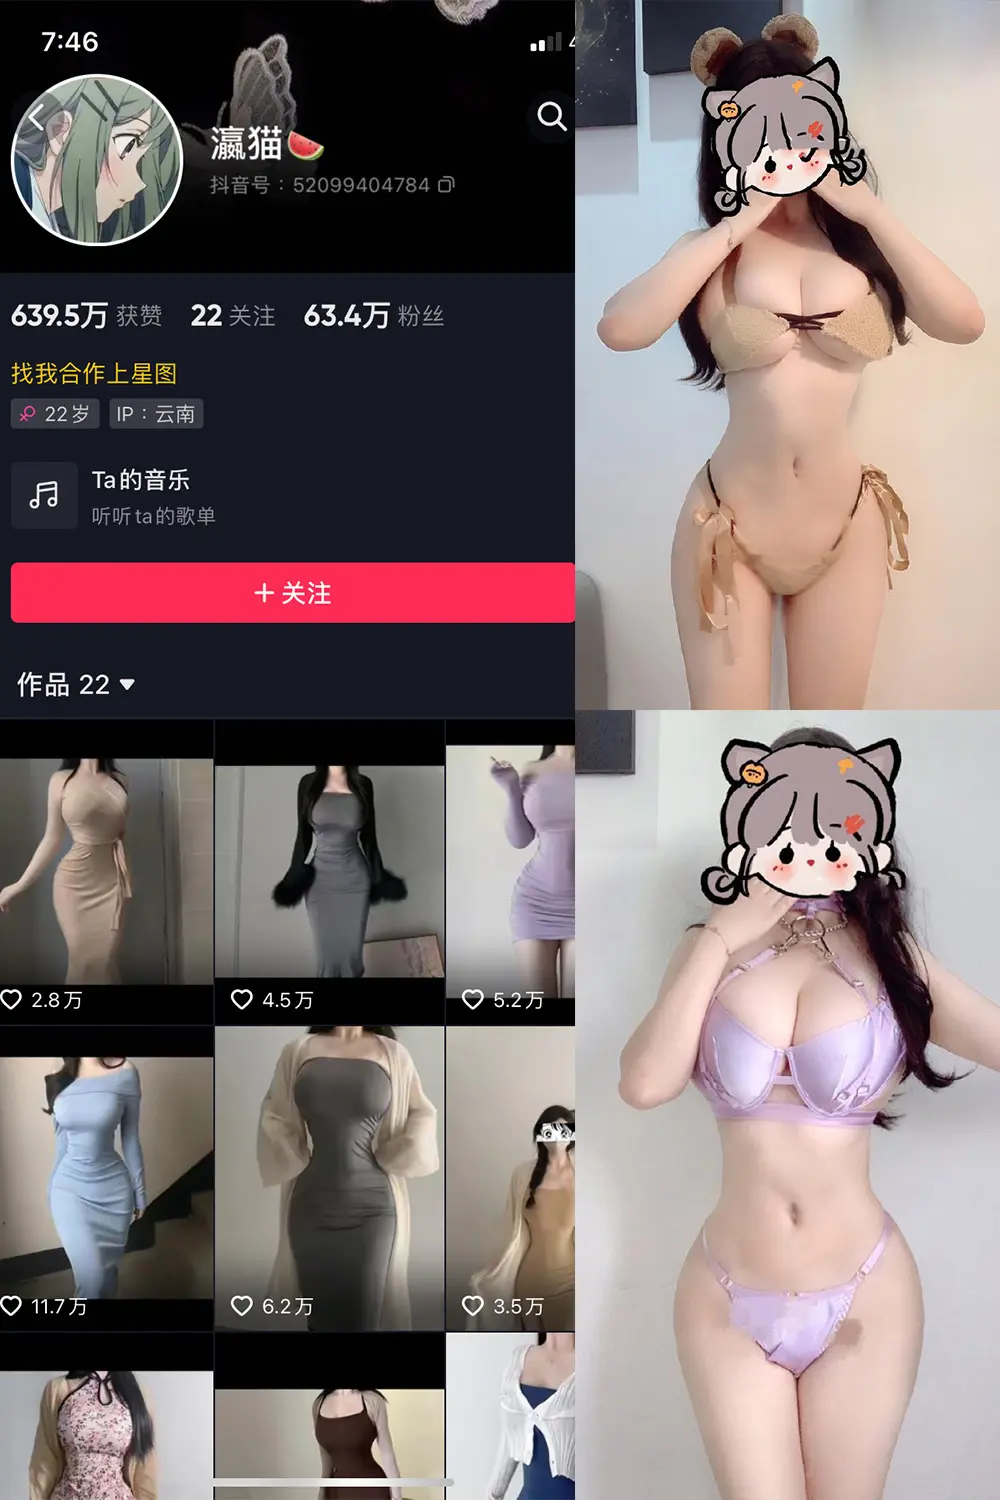 7:46
瀛猫🍉
抖音号：52099404784
639.5万 获赞 22 关注 63.4万 粉丝
找我合作上星图
22岁 IP：云南
Ta的音乐
听听ta的歌单
+ 关注
作品 22
2.8万 4.5万 5.2万
11.7万 6.2万 3.5万